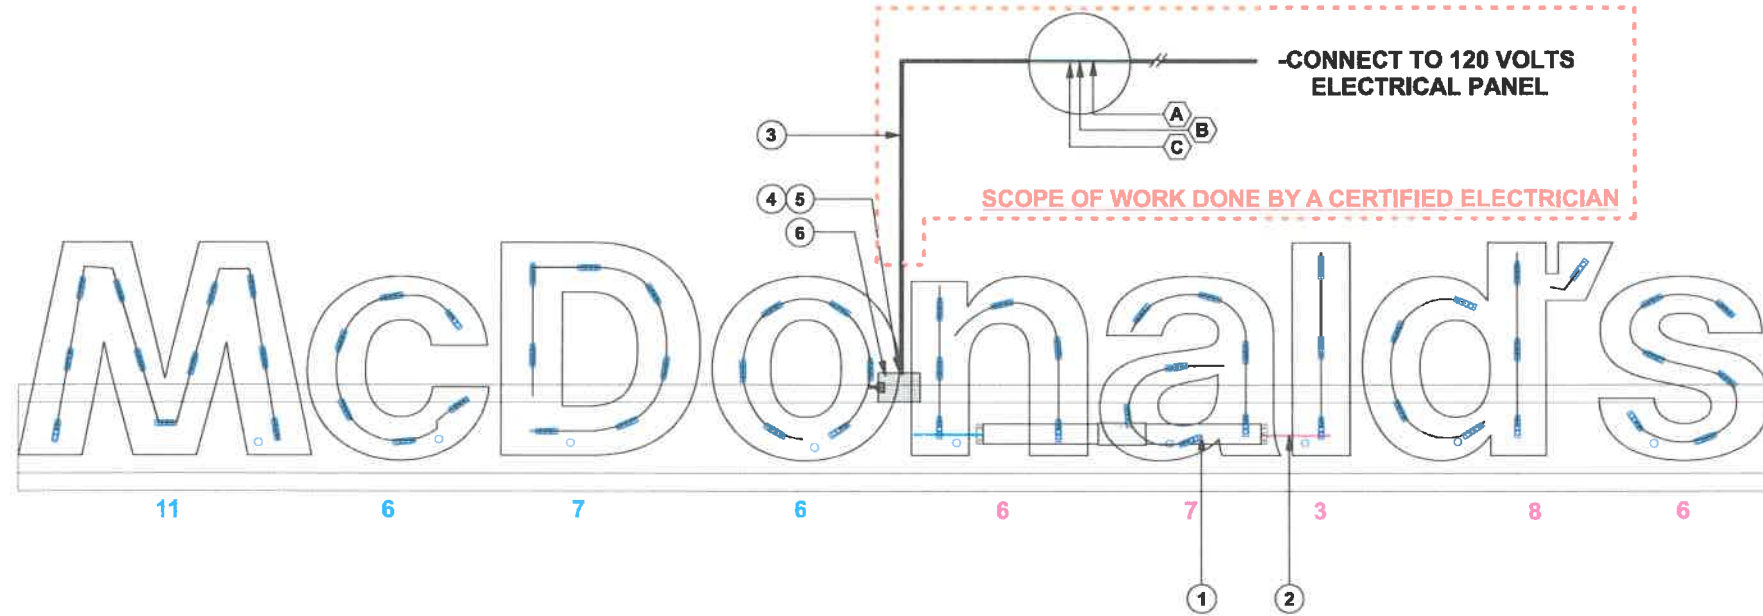 -CONNECT TO 120 VOLTS
ELECTRICAL PANEL
A
B
C
3
4 5
6
SCOPE OF WORK DONE BY A CERTIFIED ELECTRICIAN
McDonald's
11 6 7 6 6 7 3 8 6
1 2